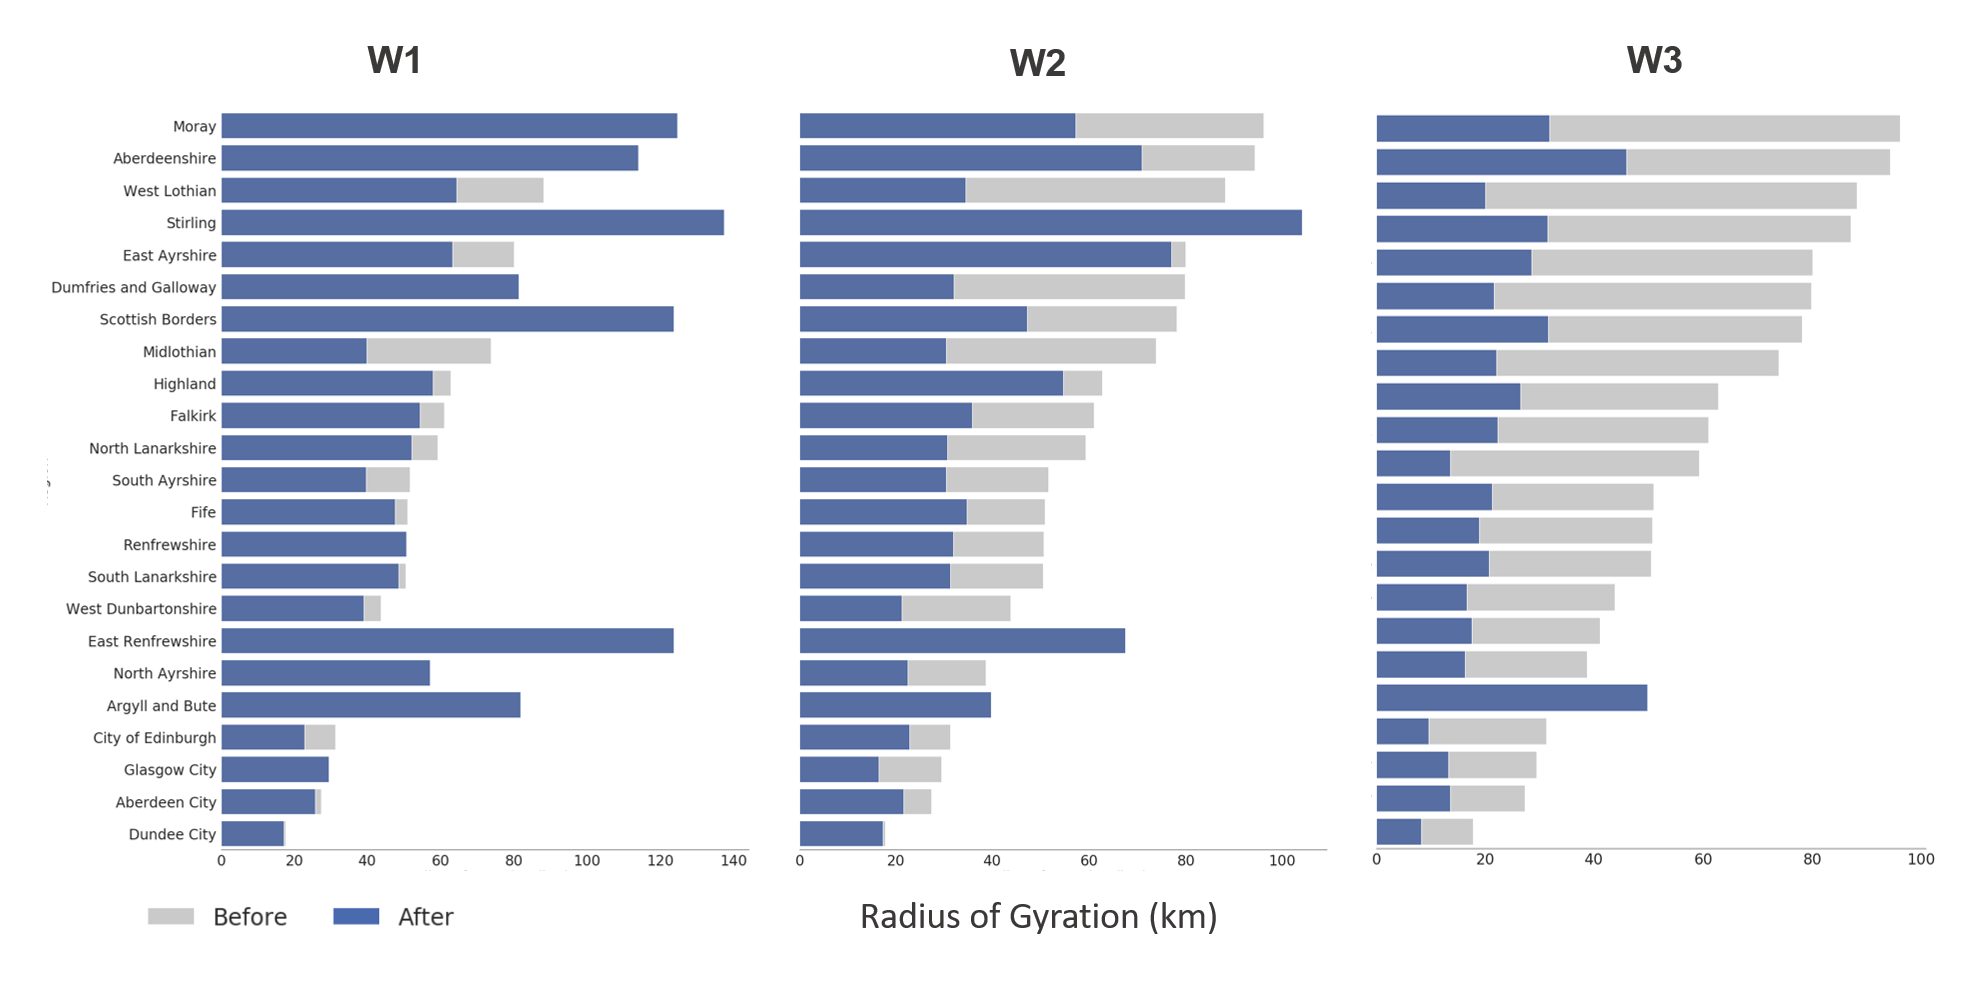 W1
W2
W3
Moray
Aberdeenshire
West Lothian
Stirling
East Ayrshire
Dumfries and Galloway
Scottish Borders
Midlothian
Highland
Falkirk
North Lanarkshire
South Ayrshire
Fife
Renfrewshire
South Lanarkshire
West Dunbartonshire
East Renfrewshire
North Ayrshire
Argyll and Bute
City of Edinburgh
Glasgow City
Aberdeen City
Dundee City
0 20 40 60 80 100 120 140
0 20 40 60 80 100
0 20 40 60 80 100
Before After
Radius of Gyration (km)